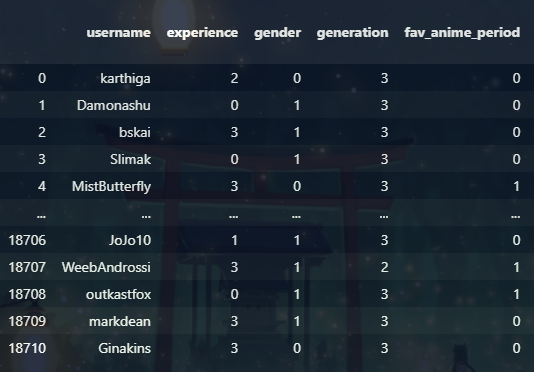 username experience gender generation fav_anime_period
0 karthiga 2 0 3 0
1 Damonashu 0 1 3 0
2 bskai 3 1 3 0
3 Slimak 0 1 3 0
4 MistButterfly 3 0 3 1
... ... ... ... ... ...
18706 JoJo10 1 1 3 0
18707 WeebAndrossi 3 1 2 1
18708 outkastfox 0 1 3 1
18709 markdean 3 1 3 0
18710 Ginakins 3 0 3 0